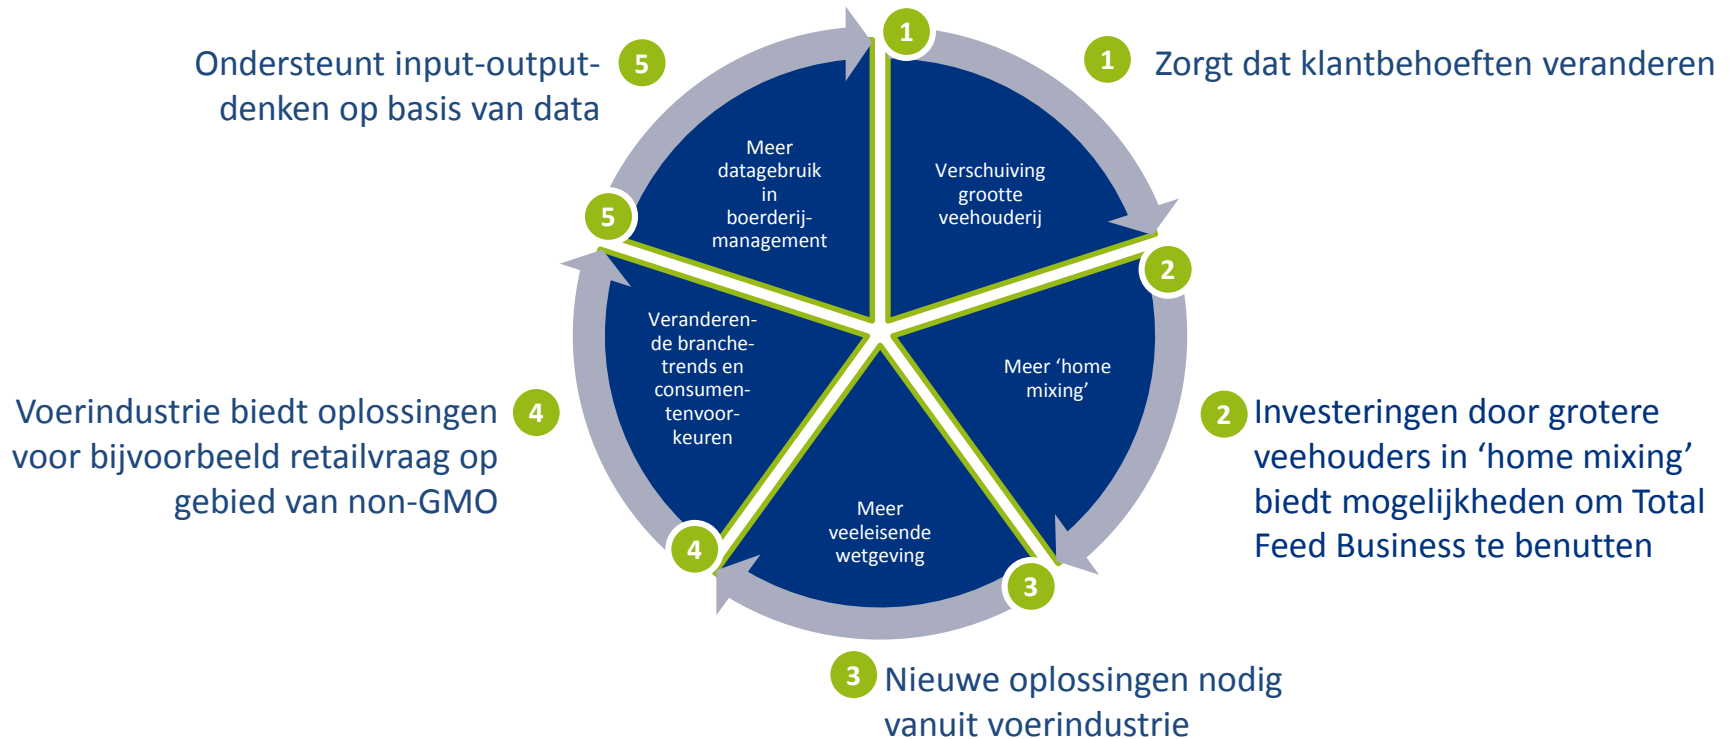 1
Zorgt dat klantbehoeften veranderen
1
Verschuiving
grootte
veehouderij
2
Meer ‘home
mixing’
2
Investeringen door grotere
veehouders in ‘home mixing’
biedt mogelijkheden om Total
Feed Business te benutten
3
Meer
veeleisende
wetgeving
3
Nieuwe oplossingen nodig
vanuit voerindustrie
4
Veranderen-
de branche-
trends en
consumen-
tenvoor-
keuren
Voerindustrie biedt oplossingen
voor bijvoorbeeld retailvraag op
gebied van non-GMO
4
5
Meer
datagebruik
in
boerderij-
management
Ondersteunt input-output-
denken op basis van data
5